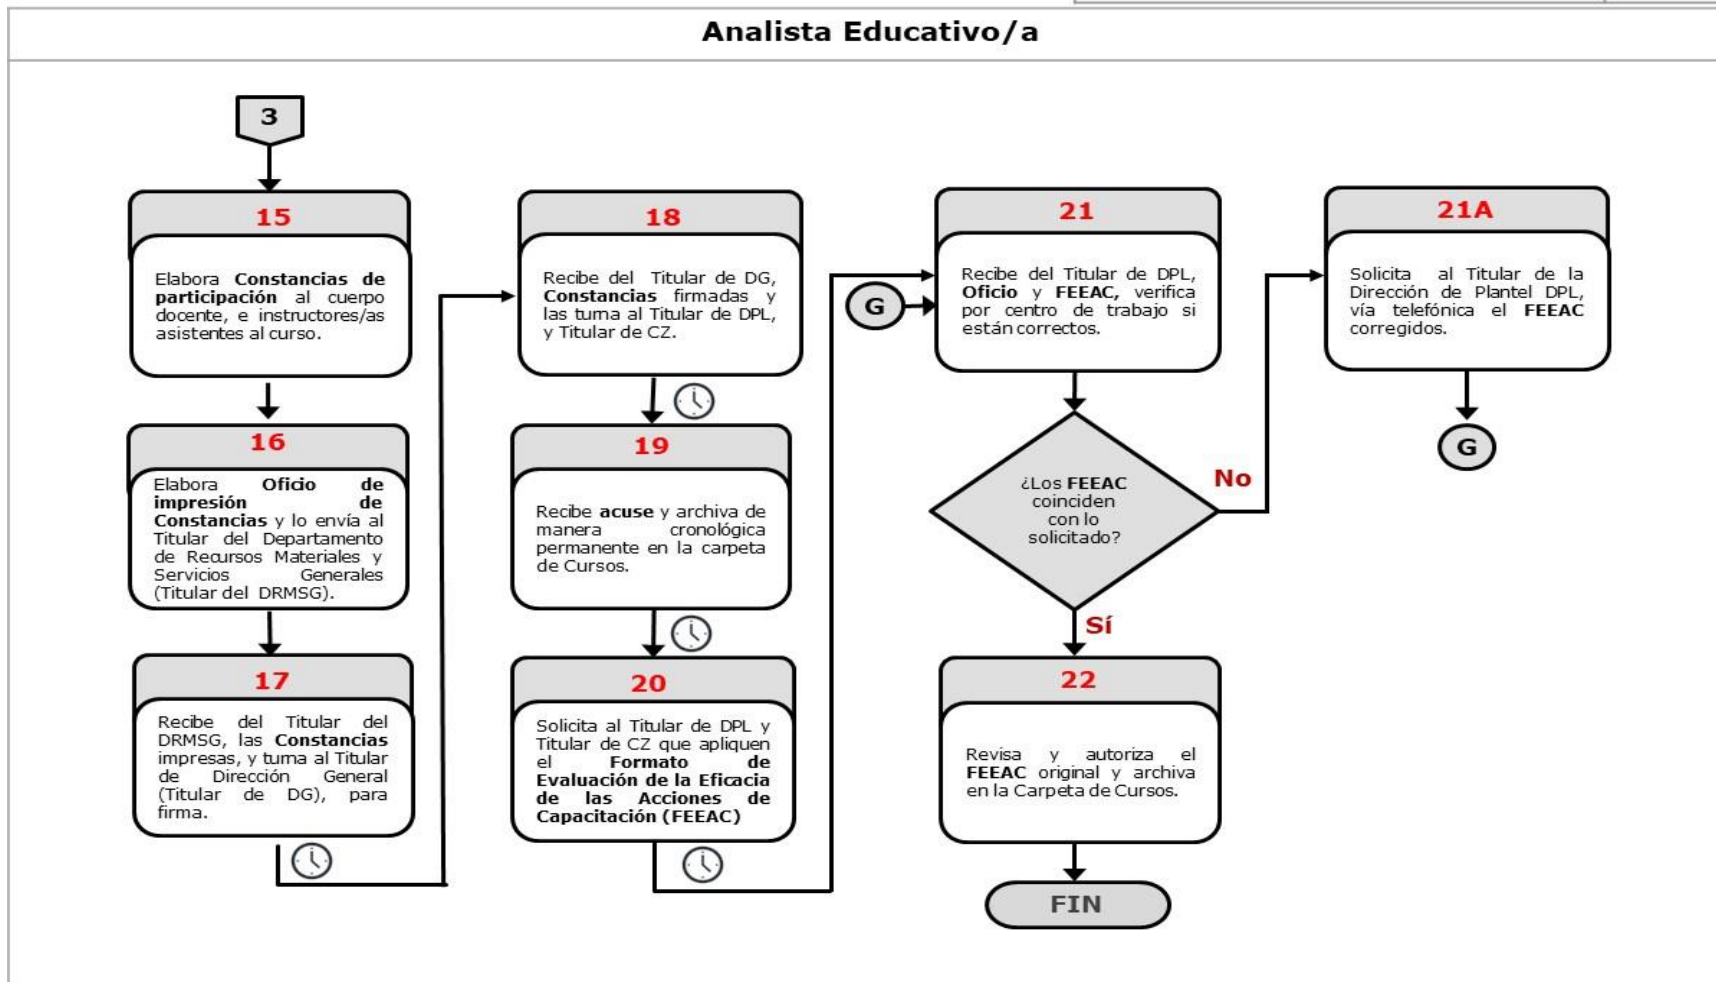 Analista Educativo/a
3
15
Elabora Constancias de
participación al cuerpo
docente, e instructores/as
asistentes al curso.
16
Elabora Oficio de
impresión de
Constancias y lo envía al
Titular del Departamento
de Recursos Materiales y
Servicios Generales
(Titular del DRMSG).
17
Recibe del Titular del
DRMSG, las Constancias
impresas, y turna al Titular
de Dirección General
(Titular de DG), para
firma.
18
Recibe del Titular de DG,
Constancias firmadas y
las turna al Titular de DPL,
y Titular de CZ.
19
Recibe acuse y archiva de
manera cronológica
permanente en la carpeta
de Cursos.
20
Solicita al Titular de DPL y
Titular de CZ que apliquen
el Formato de
Evaluación de la Eficacia
de las Acciones de
Capacitación (FEEAC)
G
21
Recibe del Titular de DPL,
Oficio y FEEAC, verifica
por centro de trabajo si
están correctos.
¿Los FEEAC
coinciden
con lo
solicitado?
No
Sí
21A
Solicita al Titular de la
Dirección de Plantel DPL,
vía telefónica el FEEAC
corregidos.
G
22
Revisa y autoriza el
FEEAC original y archiva
en la Carpeta de Cursos.
FIN